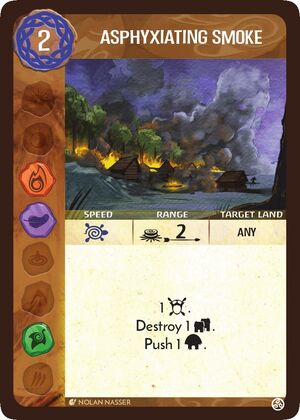 2
ASPHYXIATING SMOKE
SPEED RANGE TARGET LAND
2 ANY
1 .
Destroy 1 .
Push 1 .
NOLAN NASSER